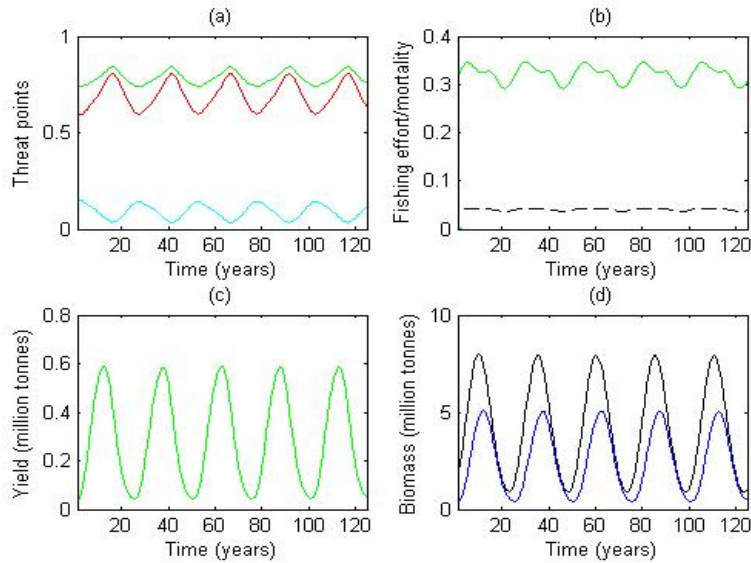 (a)
(b)
Threat points
1
0.5
0
20 40 60 80 100 120
Time (years)
Fishing effort/mortality
0.4
0.3
0.2
0.1
0
20 40 60 80 100 120
Time (years)
(c)
(d)
Yield (million tonnes)
0.8
0.6
0.4
0.2
0
20 40 60 80 100 120
Time (years)
Biomass (million tonnes)
10
5
0
20 40 60 80 100 120
Time (years)